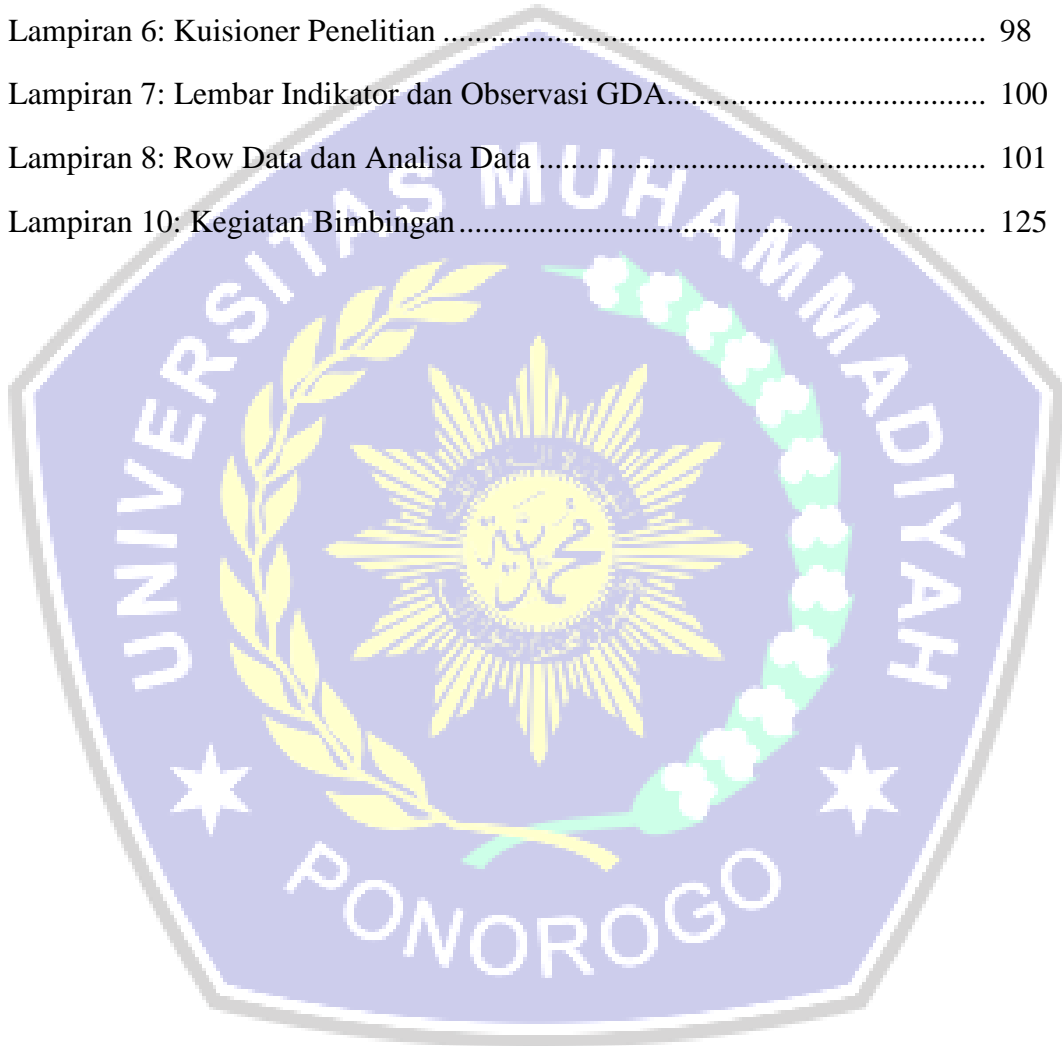 Lampiran 6: Kuisioner Penelitian ..................................................................... 98
Lampiran 7: Lembar Indikator dan Observasi GDA........................................ 100
Lampiran 8: Row Data dan Analisa Data ......................................................... 101
Lampiran 10: Kegiatan Bimbingan ................................................................... 125
UNIVERSITAS MUHAMMADIYAH
PONOROGO